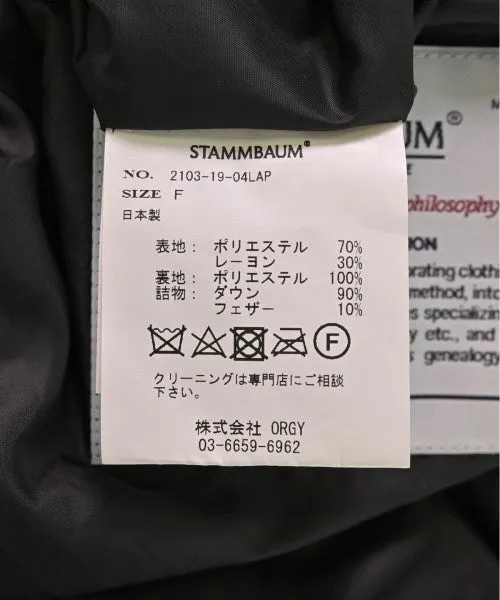 STAMMBAUM®
NO. 2103-19-04LAP
SIZE F
日本製
表地: ポリエステル 70%
レーヨン 30%
裏地: ポリエステル 100%
詰物: ダウン 90%
フェザー 10%
F
クリーニングは専門店にご相談
下さい。
株式会社 ORGY
03-6659-6962
M
UM®
philosophy
ION
orating cloths
method, into
s specializin
y etc., and
s genealogy